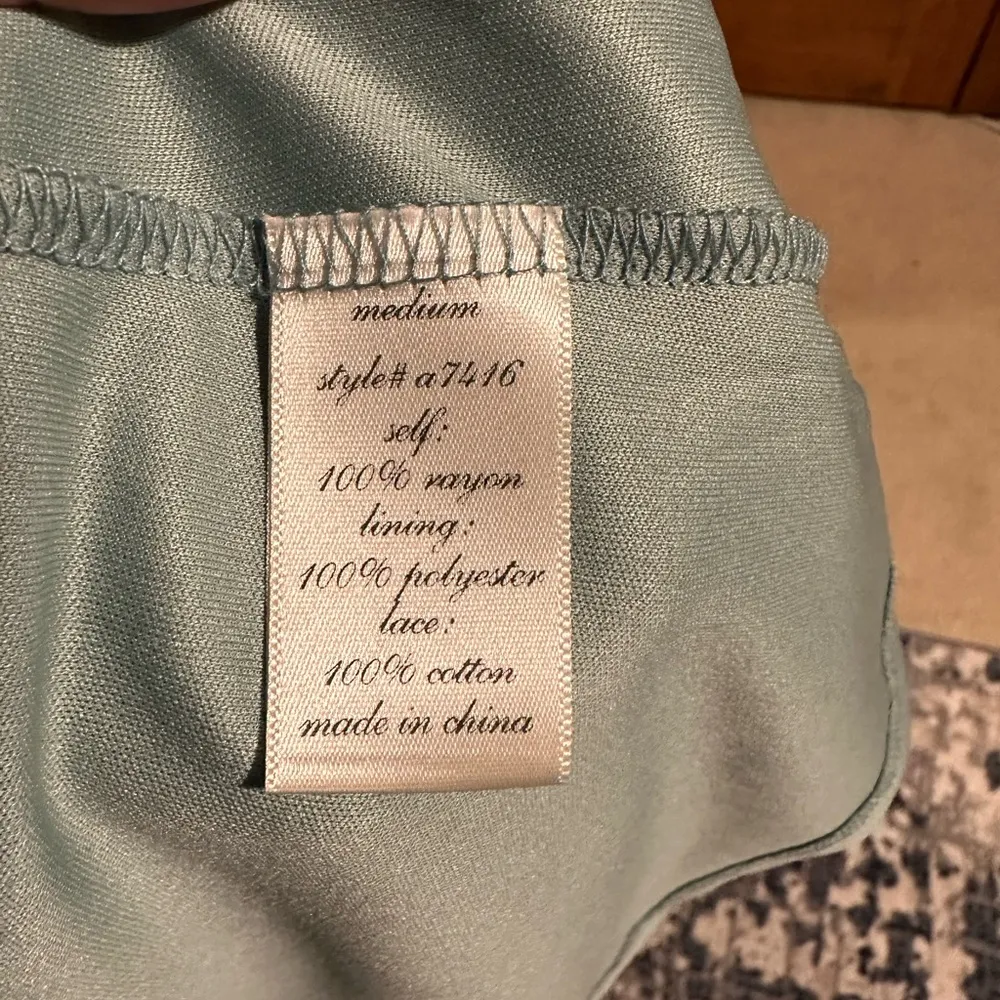 medium
style# a7416
self:
100% rayon
lining:
100% polyester
lace:
100% cotton
made in china